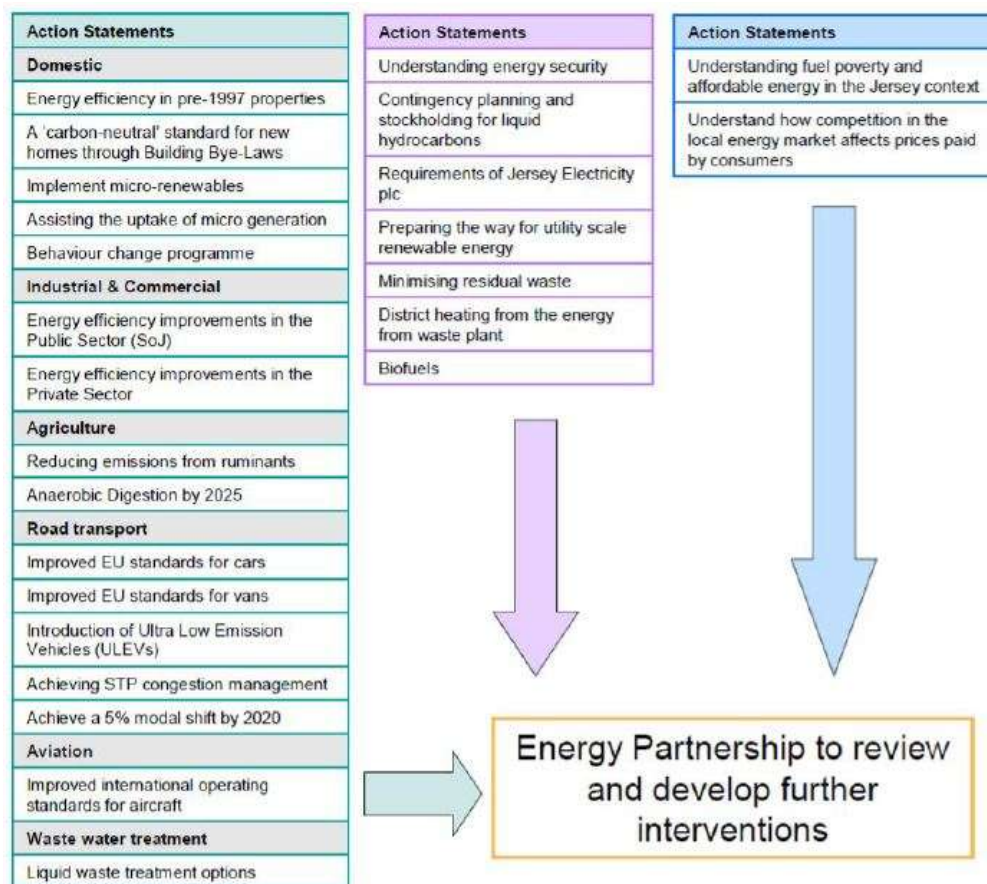 Action Statements
Domestic
Energy efficiency in pre-1997 properties
A 'carbon-neutral' standard for new
homes through Building Bye-Laws
Implement micro-renewables
Assisting the uptake of micro generation
Behaviour change programme
Industrial & Commercial
Energy efficiency improvements in the
Public Sector (SoJ)
Energy efficiency improvements in the
Private Sector
Agriculture
Reducing emissions from ruminants
Anaerobic Digestion by 2025
Road transport
Improved EU standards for cars
Improved EU standards for vans
Introduction of Ultra Low Emission
Vehicles (ULEVs)
Achieving STP congestion management
Achieve a 5% modal shift by 2020
Aviation
Improved international operating
standards for aircraft
Waste water treatment
Liquid waste treatment options
Action Statements
Understanding energy security
Contingency planning and
stockholding for liquid
hydrocarbons
Requirements of Jersey Electricity
plc
Preparing the way for utility scale
renewable energy
Minimising residual waste
District heating from the energy
from waste plant
Biofuels
Action Statements
Understanding fuel poverty and
affordable energy in the Jersey context
Understand how competition in the
local energy market affects prices paid
by consumers
Energy Partnership to review
and develop further
interventions